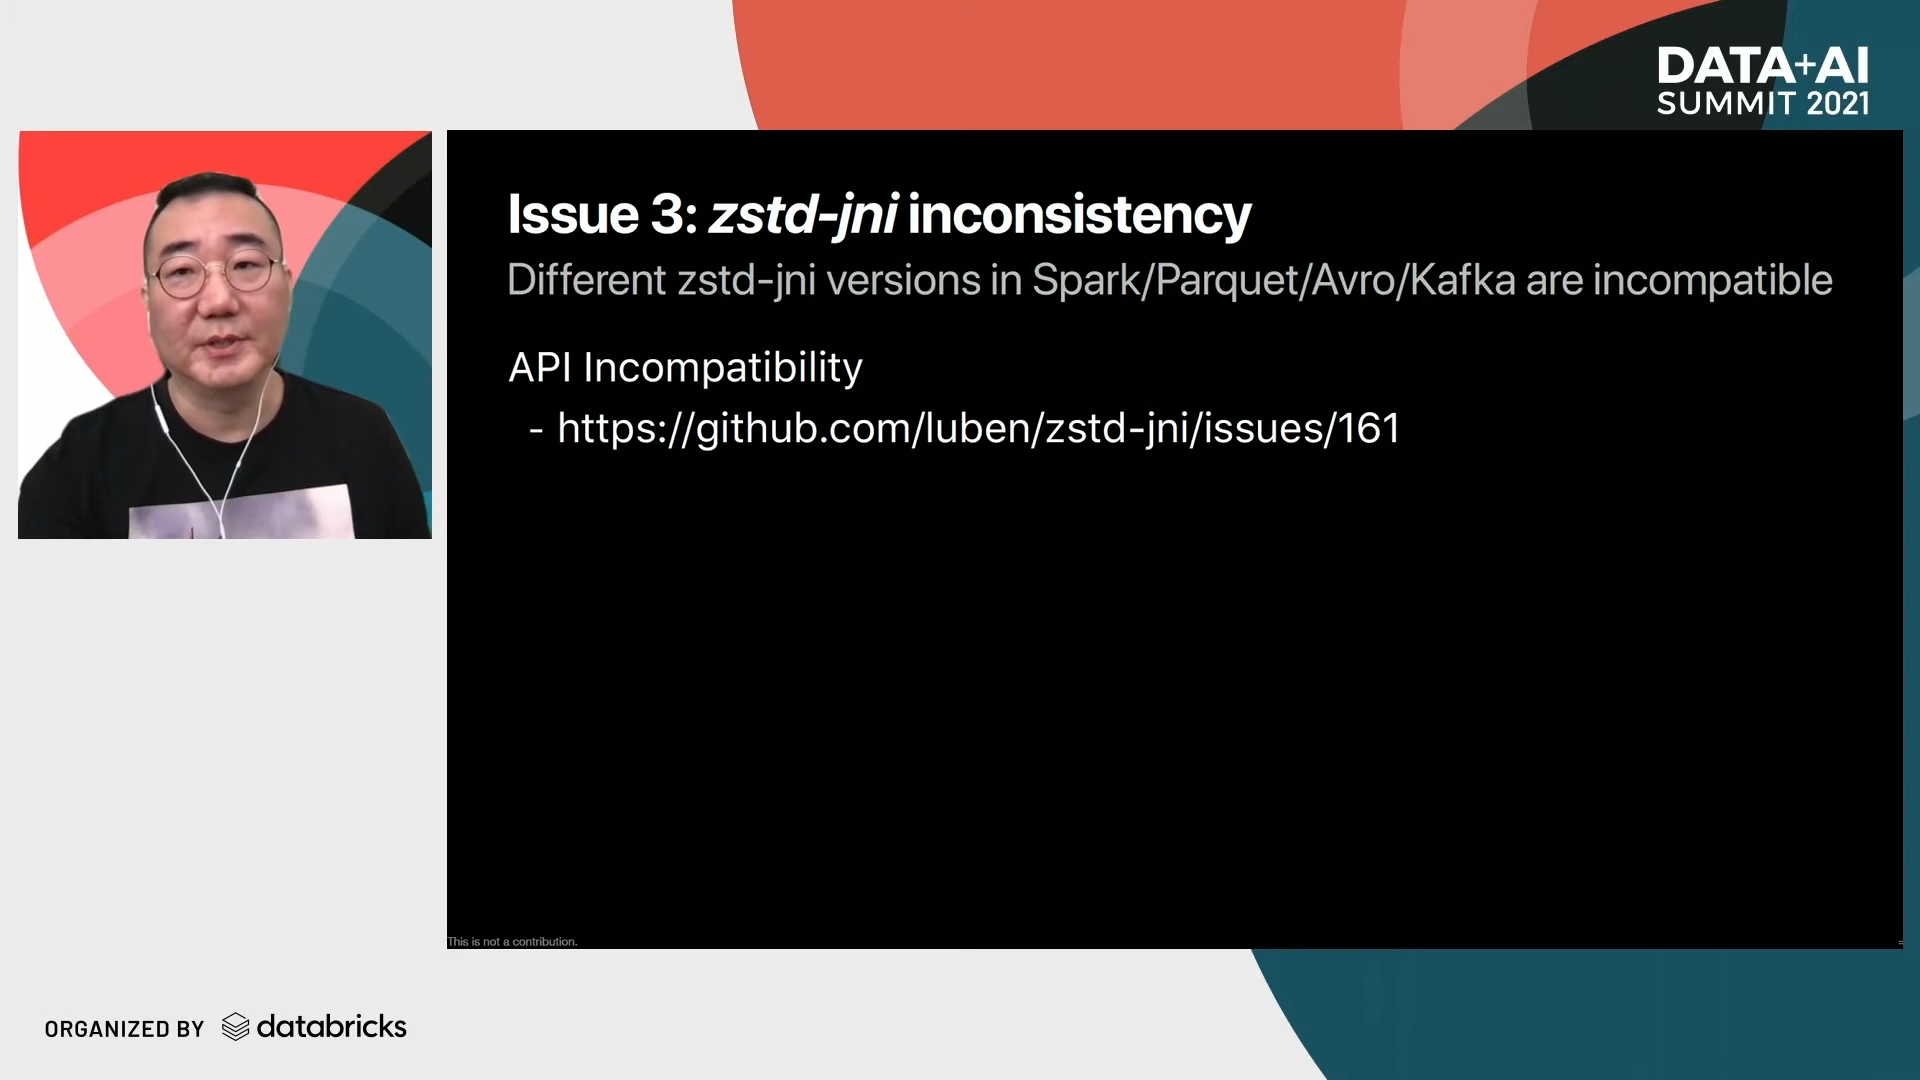 DATA+AI
SUMMIT 2021
Issue 3: zstd-jni inconsistency
Different zstd-jni versions in Spark/Parquet/Avro/Kafka are incompatible
API Incompatibility
- https://github.com/luben/zstd-jni/issues/161
This is not a contribution.
ORGANIZED BY databricks